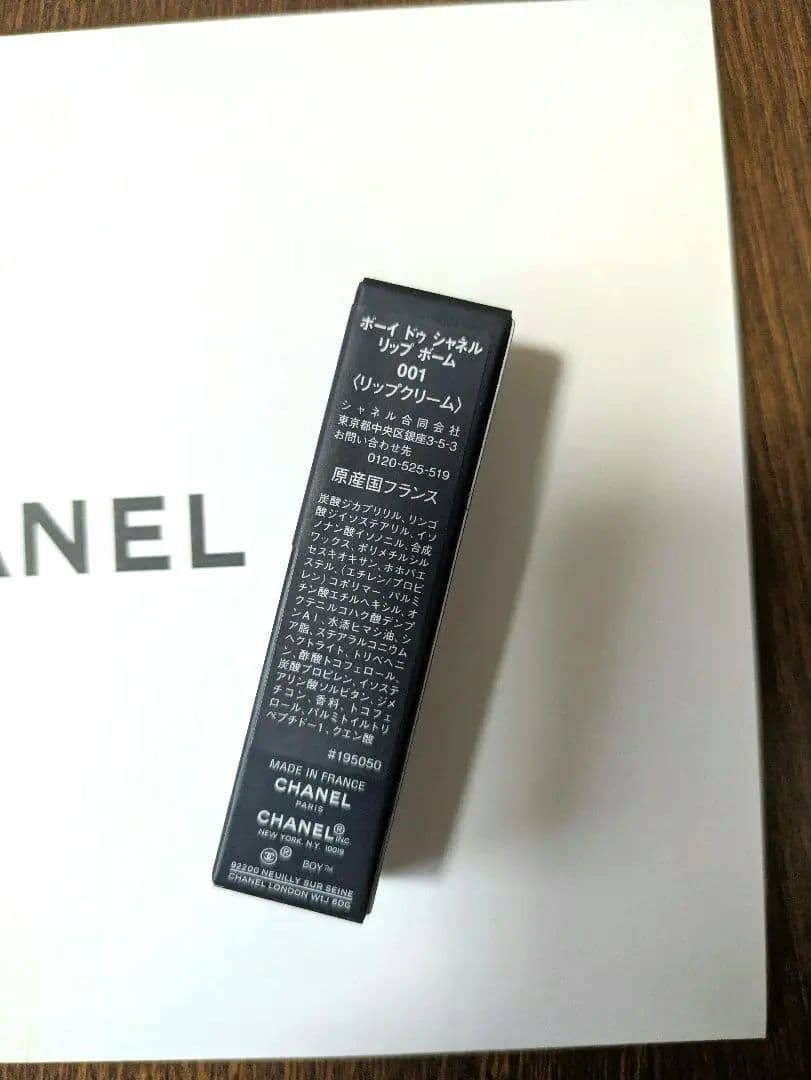 ANEL
ボーイ ドゥ シャネル
リップ ボーム
001
〈リップクリーム〉
シャネル合同会社
東京都中央区銀座3-5-3
お問い合わせ先
0120-525-519
原産国フランス
炭酸ジカプリリル、リンゴ
酸ジイソステアリル、イソ
ノナン酸イソノニル、合成
ワックス、ポリメチルシル
セスキオキサン、ホホバエ
ステル、(エチレン/プロピ
レン)コポリマー、パルミ
チン酸エチルヘキシル、オ
クテニルコハク酸デンプ
ンAl、水添ヒマシ油、シ
ア脂、ステアラルコニウム
ヘクトライト、トリベヘニ
ン、酢酸トコフェロール、
炭酸プロピレン、イソステ
アリン酸ソルビタン、ジメ
チコン、香料、トコフェ
ロール、パルミトイルトリ
ペプチド-1、クエン酸
#195050
MADE IN FRANCE
CHANEL
PARIS
CHANEL® INC.
NEW YORK, N.Y. 10019
® BOY™
92200 NEUILLY SUR SEINE
CHANEL LONDON W1J 6DG